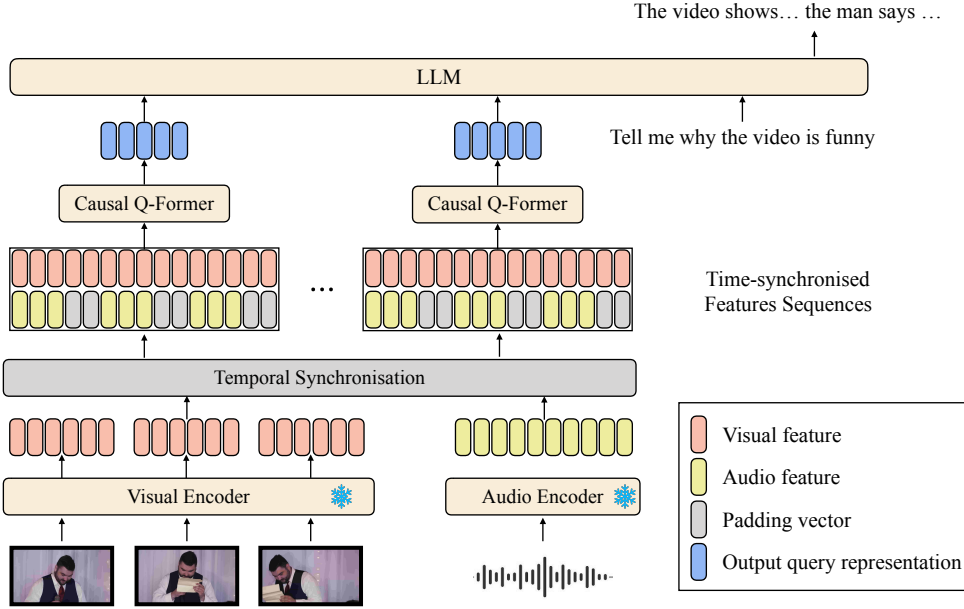 The video shows… the man says …
LLM
Tell me why the video is funny
Causal Q-Former
Causal Q-Former
...
Time-synchronised
Features Sequences
Temporal Synchronisation
Visual Encoder
Audio Encoder
Visual feature
Audio feature
Padding vector
Output query representation